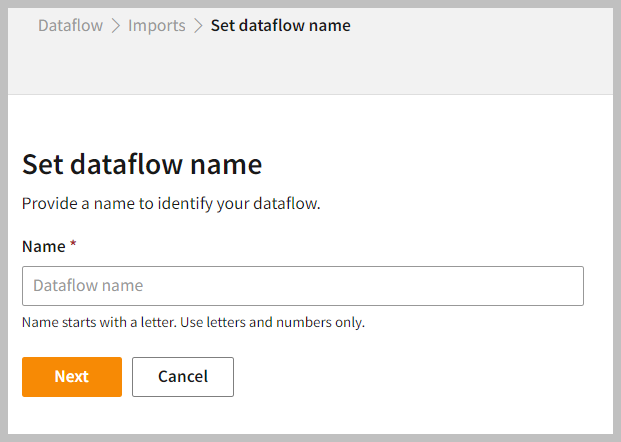 Dataflow > Imports > Set dataflow name
Set dataflow name
Provide a name to identify your dataflow.
Name *
Dataflow name
Name starts with a letter. Use letters and numbers only.
Next Cancel